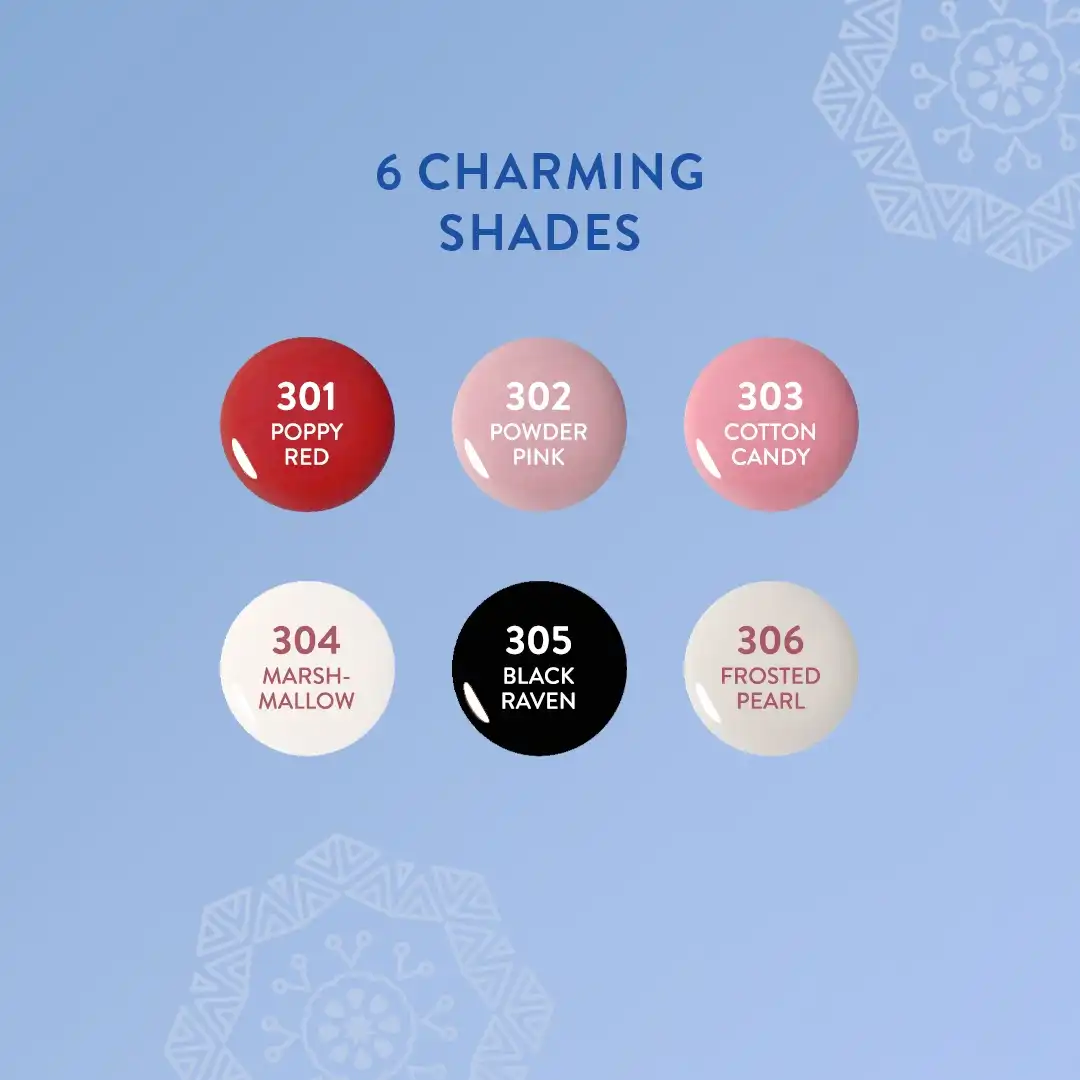 6 CHARMING
SHADES
301
POPPY
RED
302
POWDER
PINK
303
COTTON
CANDY
304
MARSH-
MALLOW
305
BLACK
RAVEN
306
FROSTED
PEARL